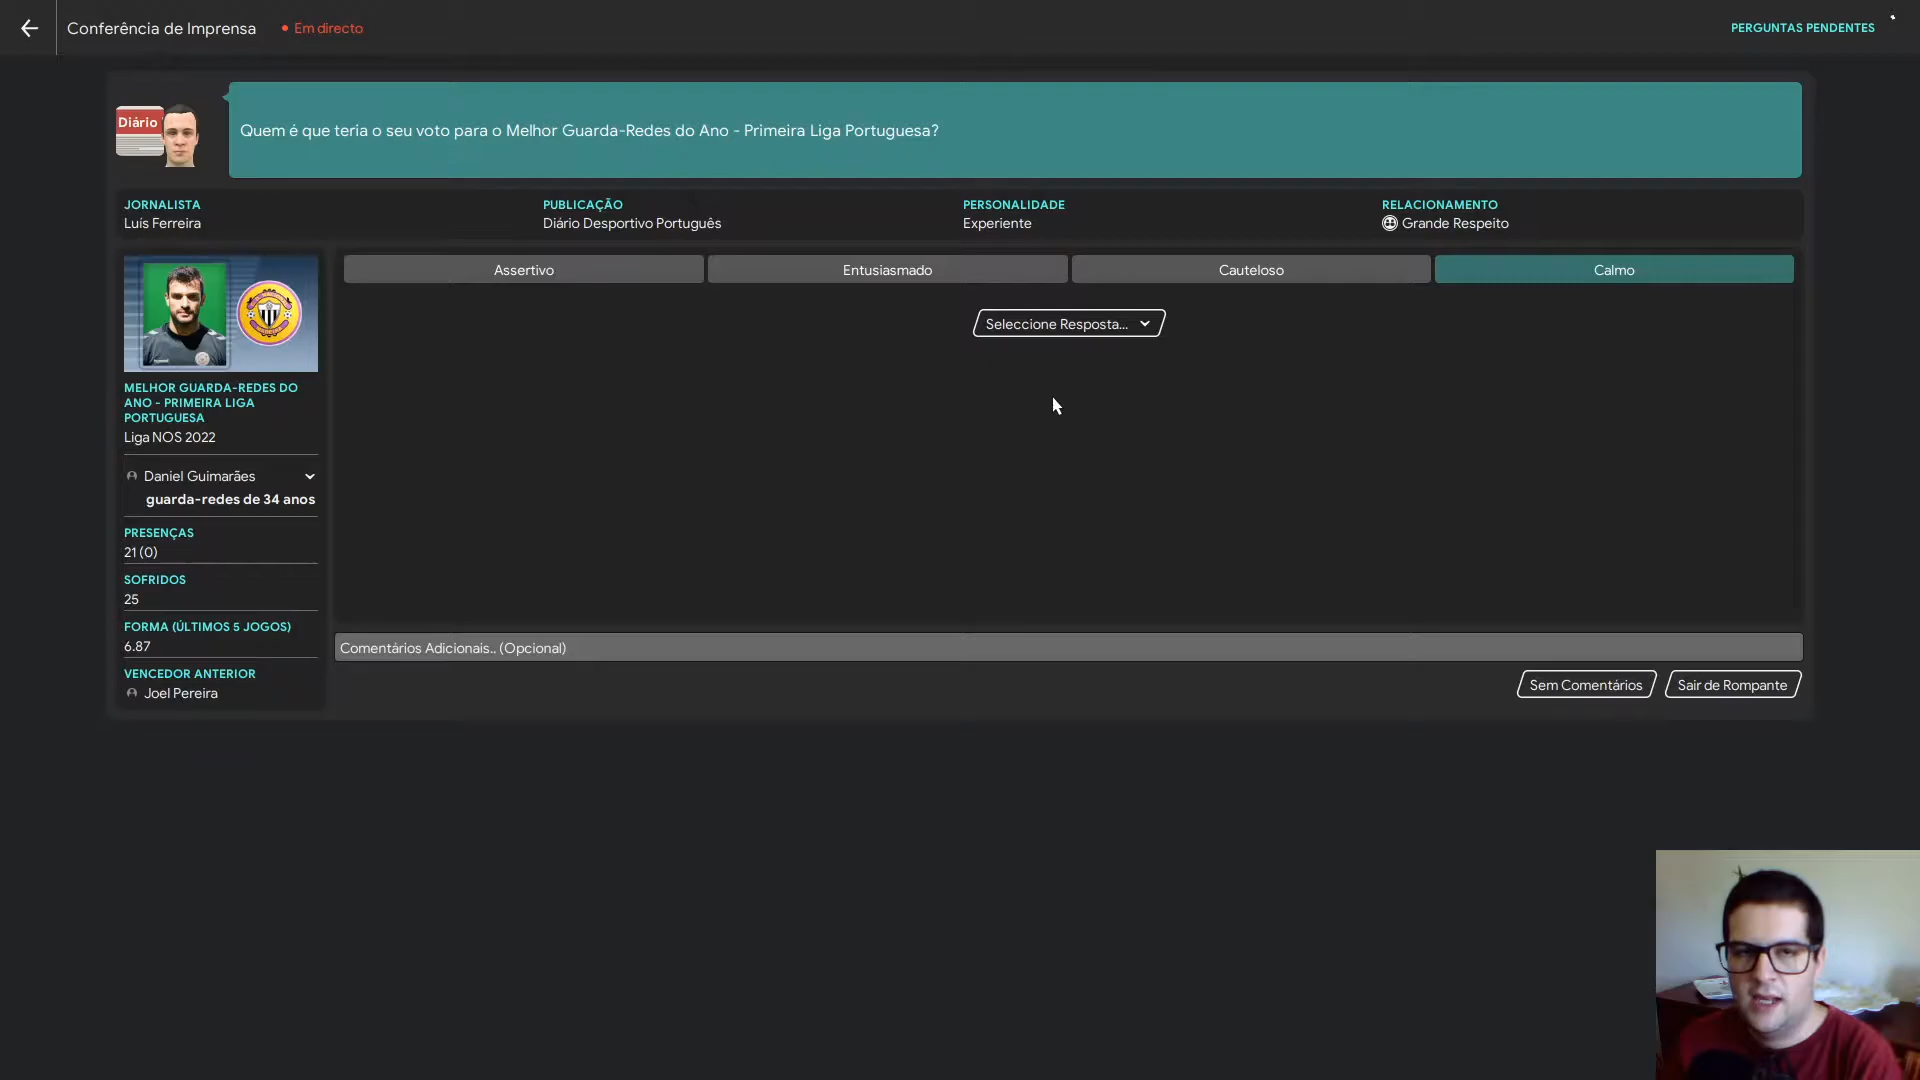 Conferência de Imprensa
Em directo
PERGUNTAS PENDENTES
Diário
Quem é que teria o seu voto para o Melhor Guarda-Redes do Ano - Primeira Liga Portuguesa?
JORNALISTA
Luís Ferreira
PUBLICAÇÃO
Diário Desportivo Português
PERSONALIDADE
Experiente
RELACIONAMENTO
Grande Respeito
Assertivo
Entusiasmado
Cauteloso
Calmo
Seleccione Resposta...
MELHOR GUARDA-REDES DO
ANO - PRIMEIRA LIGA
PORTUGUESA
Liga NOS 2022
Daniel Guimarães
guarda-redes de 34 anos
PRESENÇAS
21 (0)
SOFRIDOS
25
FORMA (ÚLTIMOS 5 JOGOS)
6.87
VENCEDOR ANTERIOR
Joel Pereira
Comentários Adicionais.. (Opcional)
Sem Comentários
Sair de Rompante